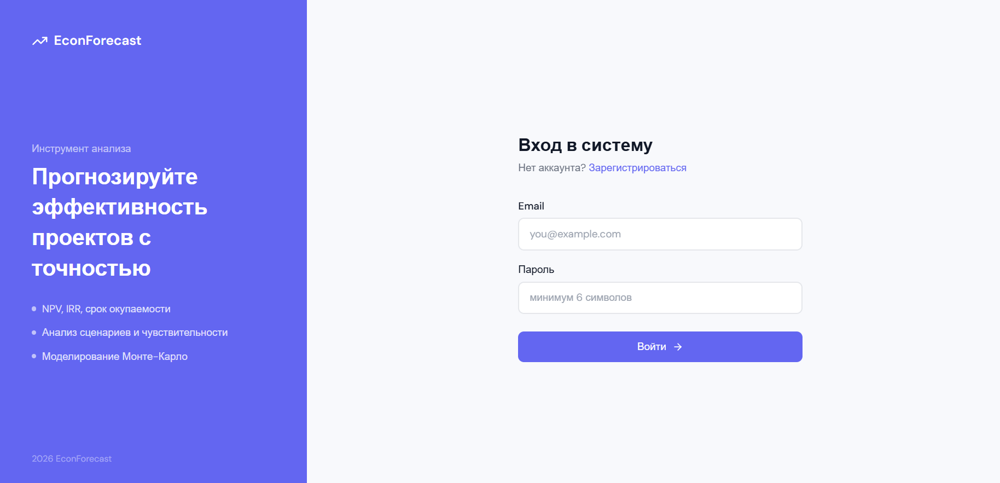 EconForecast
Инструмент анализа
Прогнозируйте
эффективность
проектов с
точностью
NPV, IRR, срок окупаемости
Анализ сценариев и чувствительности
Моделирование Монте-Карло
2026 EconForecast
Вход в систему
Нет аккаунта? Зарегистрироваться
Email
you@example.com
Пароль
минимум 6 символов
Войти →